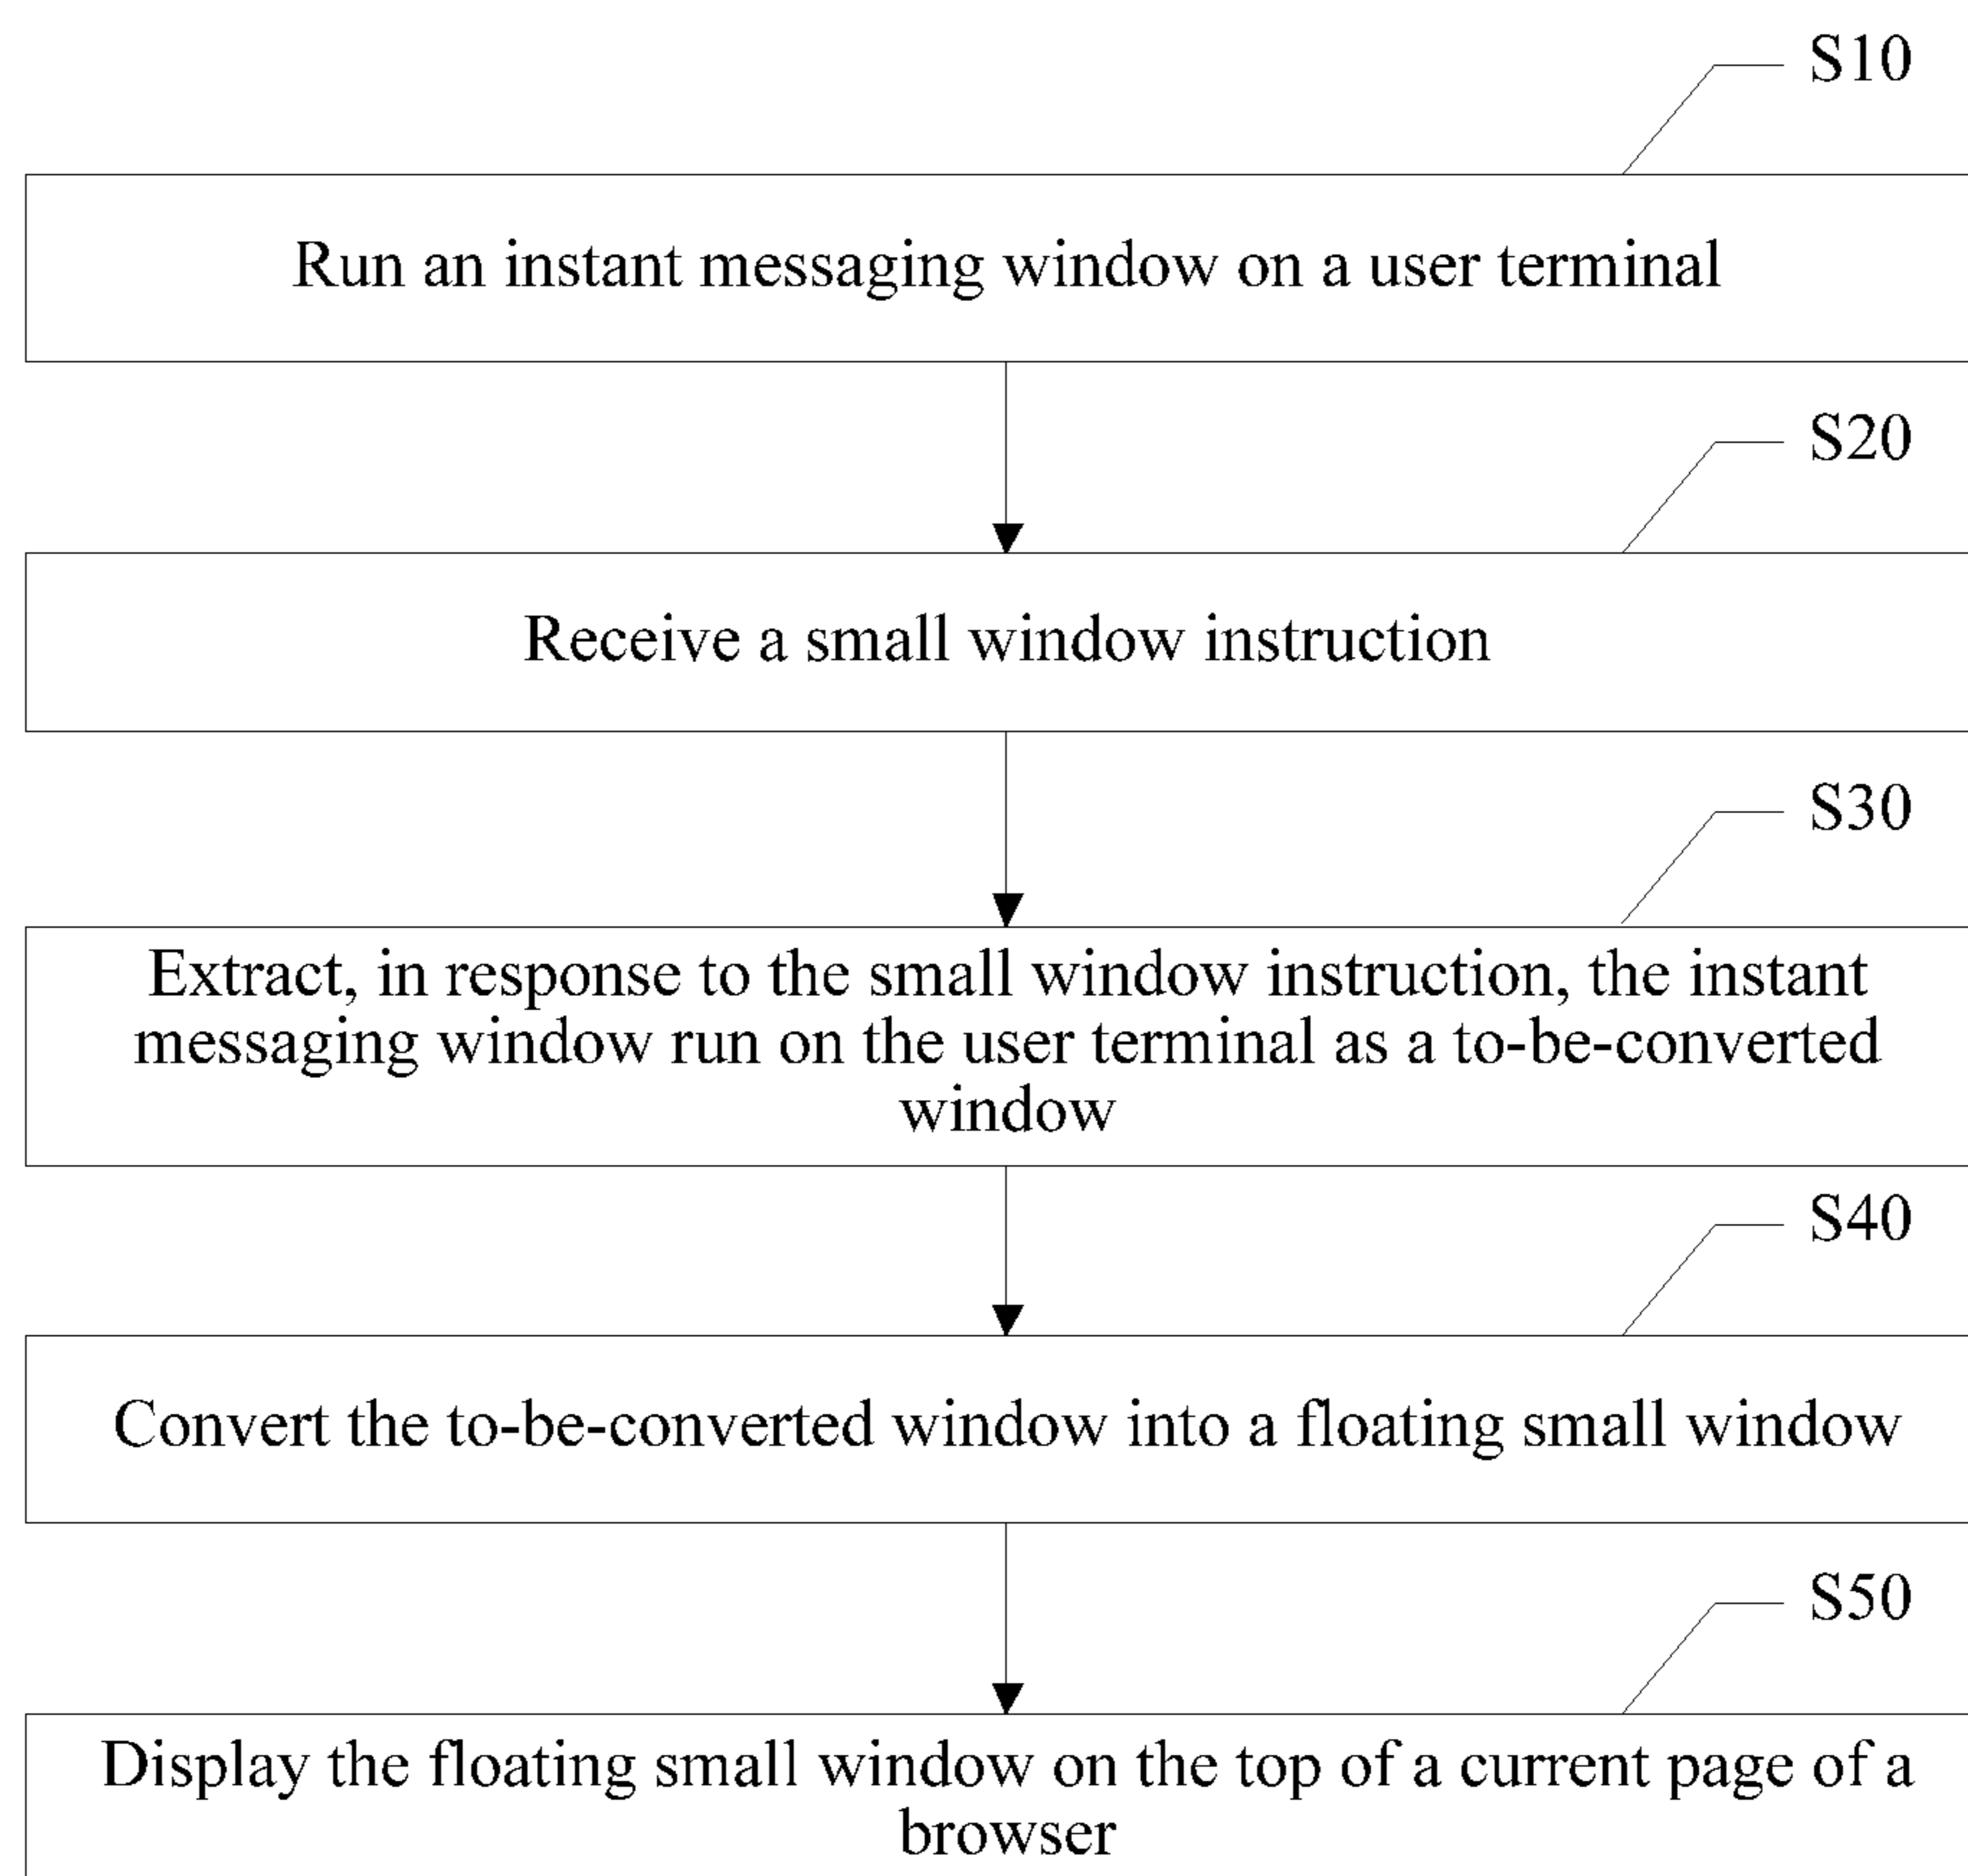 S10
Run an instant messaging window on a user terminal
S20
Receive a small window instruction
S30
Extract, in response to the small window instruction, the instant
messaging window run on the user terminal as a to-be-converted
window
S40
Convert the to-be-converted window into a floating small window
S50
Display the floating small window on the top of a current page of a
browser